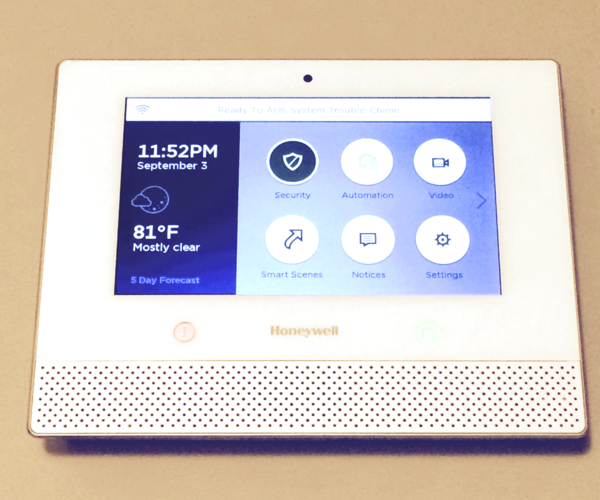 Ready To Arm-System Trouble-Chime
11:52PM
September 3
81°F
Mostly clear
5 Day Forecast
Security
Automation
Video
Smart Scenes
Notices
Settings
Honeywell